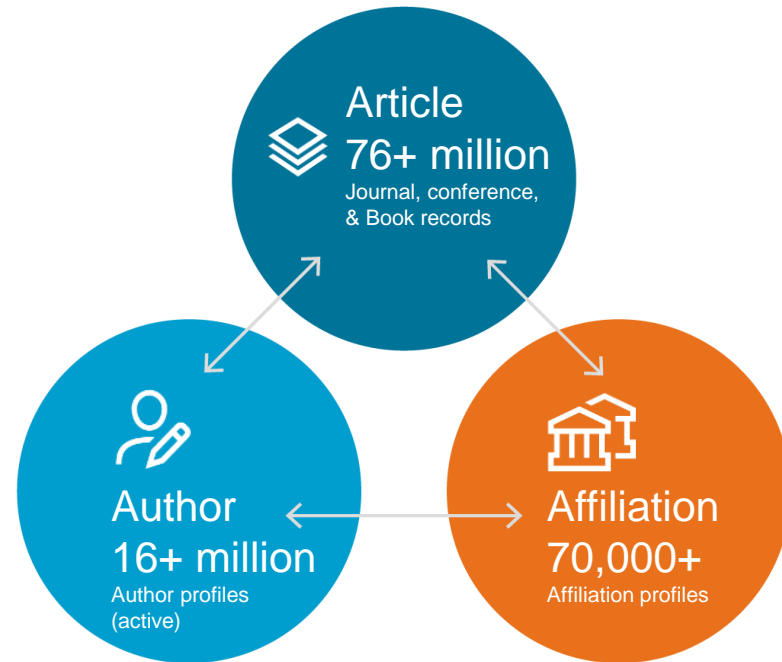 Article
76+ million
Journal, conference,
& Book records
Author
16+ million
Author profiles
(active)
Affiliation
70,000+
Affiliation profiles